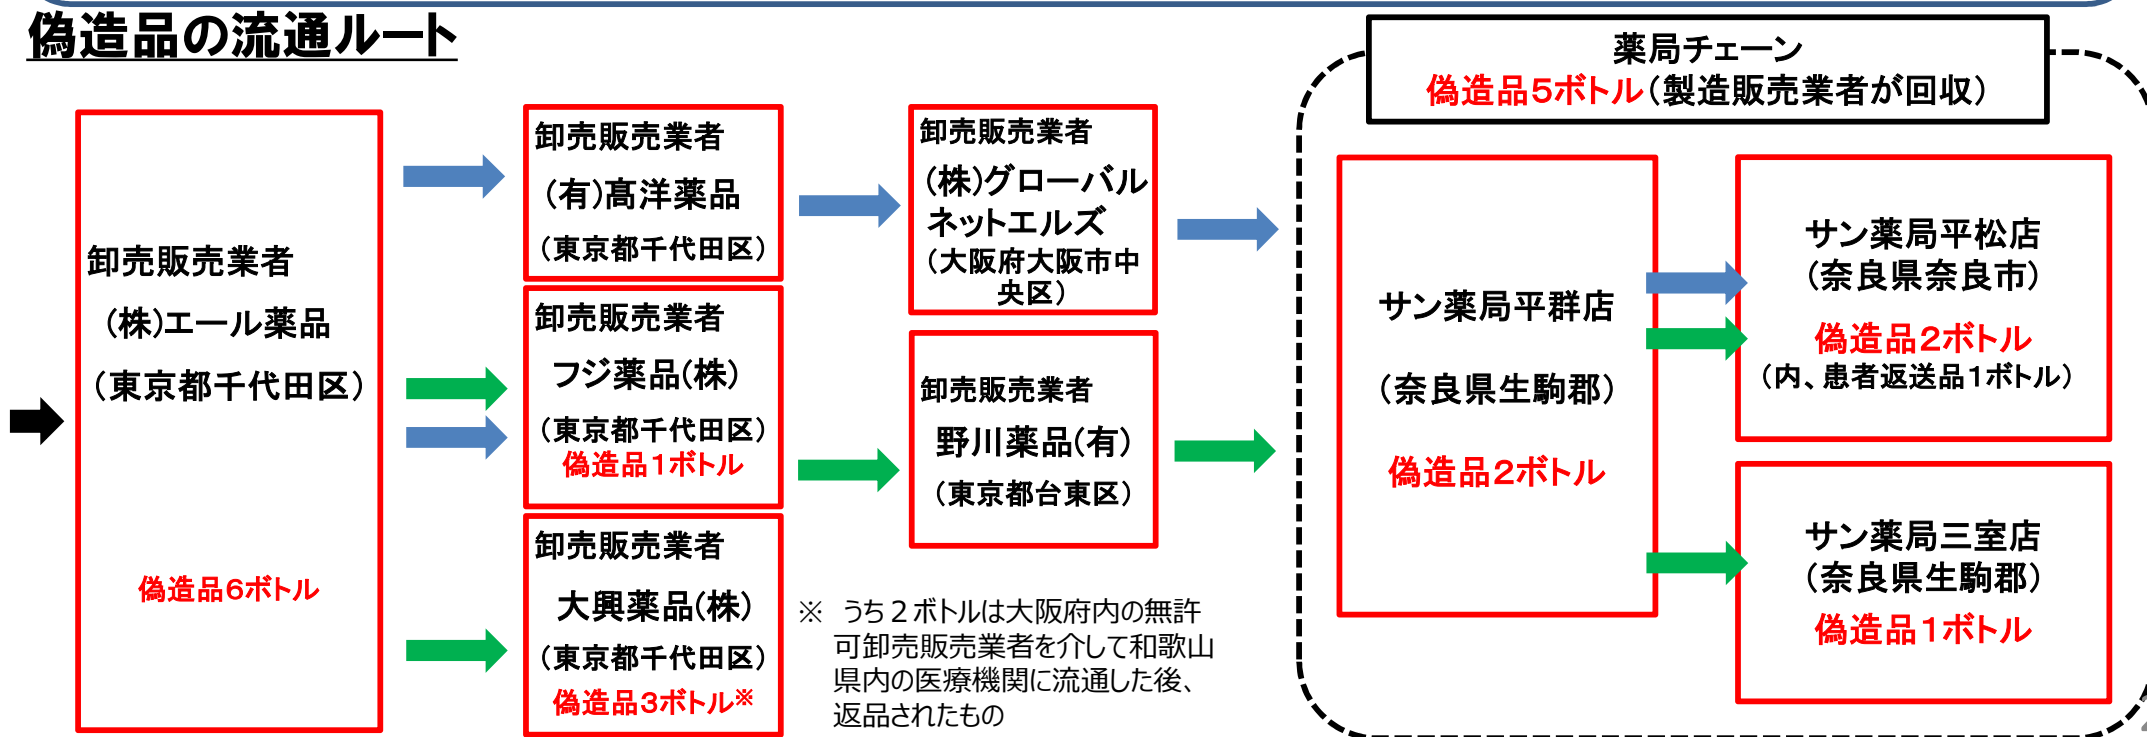 偽造品の流通ルート
卸売販売業者
(株)エール薬品
(東京都千代田区)
偽造品6ボトル
卸売販売業者
(有)髙洋薬品
(東京都千代田区)
卸売販売業者
フジ薬品(株)
(東京都千代田区)
偽造品1ボトル
卸売販売業者
大興薬品(株)
(東京都千代田区)
偽造品3ボトル※
卸売販売業者
(株)グローバル
ネットエルズ
(大阪府大阪市中
央区)
卸売販売業者
野川薬品(有)
(東京都台東区)
※ うち2ボトルは大阪府内の無許
可卸売販売業者を介して和歌山
県内の医療機関に流通した後、
返品されたもの
薬局チェーン
偽造品5ボトル(製造販売業者が回収)
サン薬局平群店
(奈良県生駒郡)
偽造品2ボトル
サン薬局平松店
(奈良県奈良市)
偽造品2ボトル
(内、患者返送品1ボトル)
サン薬局三室店
(奈良県生駒郡)
偽造品1ボトル